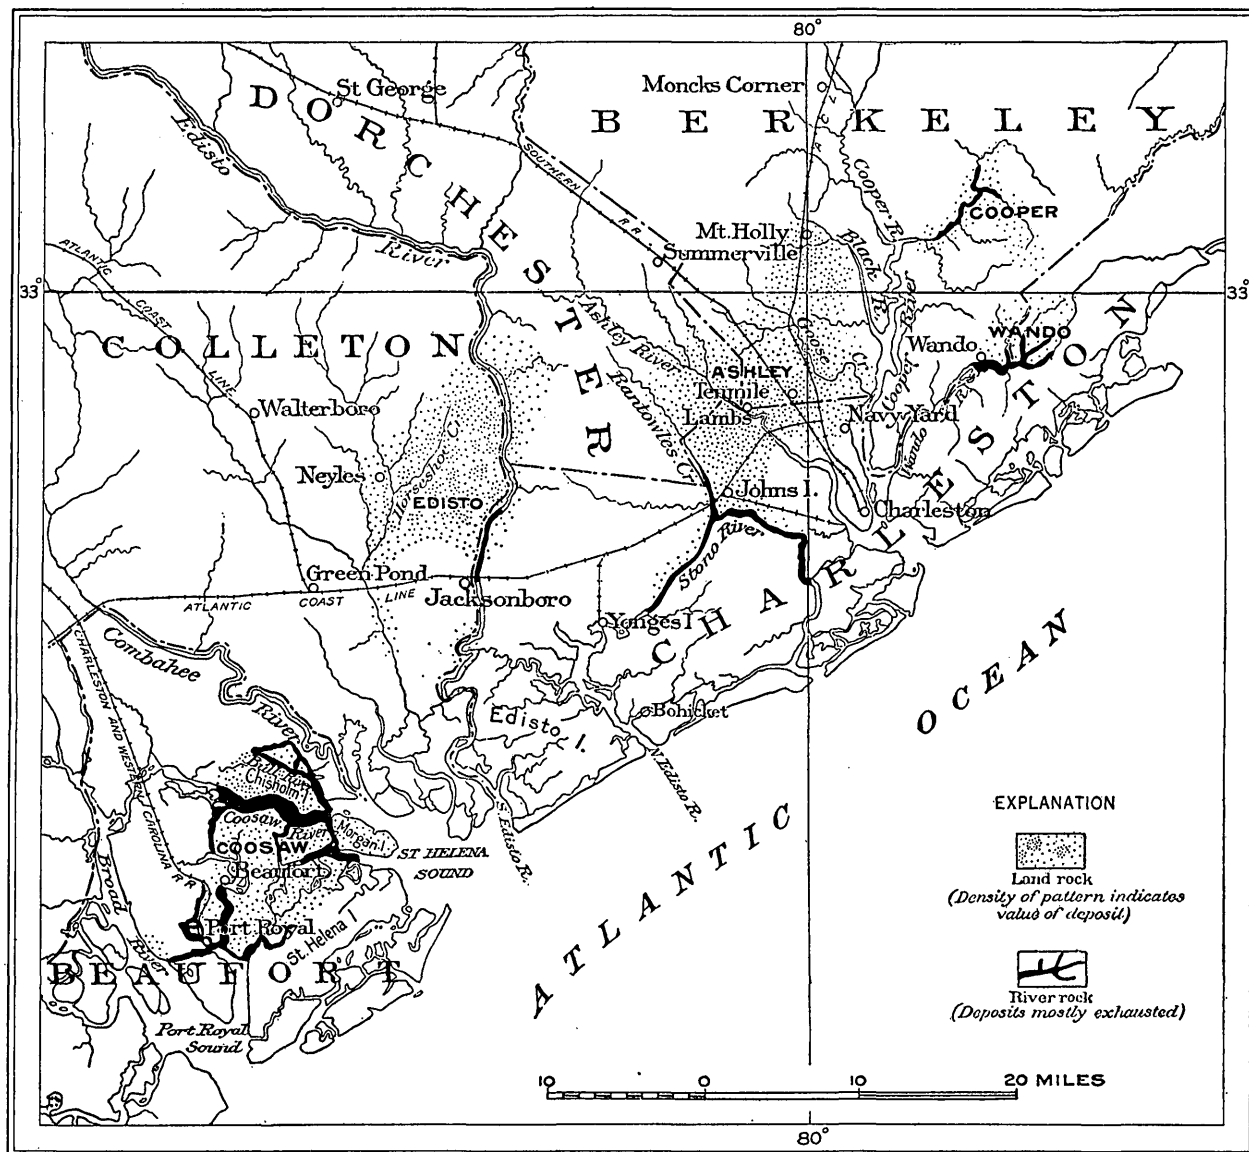 80°
St George
Moncks Corner
DORCHESTER
BERKELEY
Edisto
River
SOUTHERN R R
A C L
Cooper R.
COOPER
Mt. Holly
Summerville
Black R.
ATLANTIC
COAST
LINE
33°
33°
COLLETON
Ashley River
Goose C.
Cooper River
WANDO
Wando
ASHLEY
Tenmile
Lambs
Rantowles C.
Navy Yard
Wando R.
Walterboro
Horseshoe C.
Neyles
EDISTO
Johns I.
Charleston
CHARLESTON
Stono River
Green Pond
ATLANTIC COAST LINE
Jacksonboro
Yonges I
Combahee
River
CHARLESTON AND WESTERN CAROLINA R R
Edisto I.
Bohicket
N. Edisto R.
S. Edisto R.
ATLANTIC
OCEAN
Bull River
Chisholm I.
Coosaw River
Morgan I.
COOSAW
ST HELENA
SOUND
Beaufort
Broad
River
Port Royal
St. Helena I
BEAUFORT
Port Royal
Sound
EXPLANATION
Land rock
(Density of pattern indicates
value of deposit)
River rock
(Deposits mostly exhausted)
10 0 10 20 MILES
80°